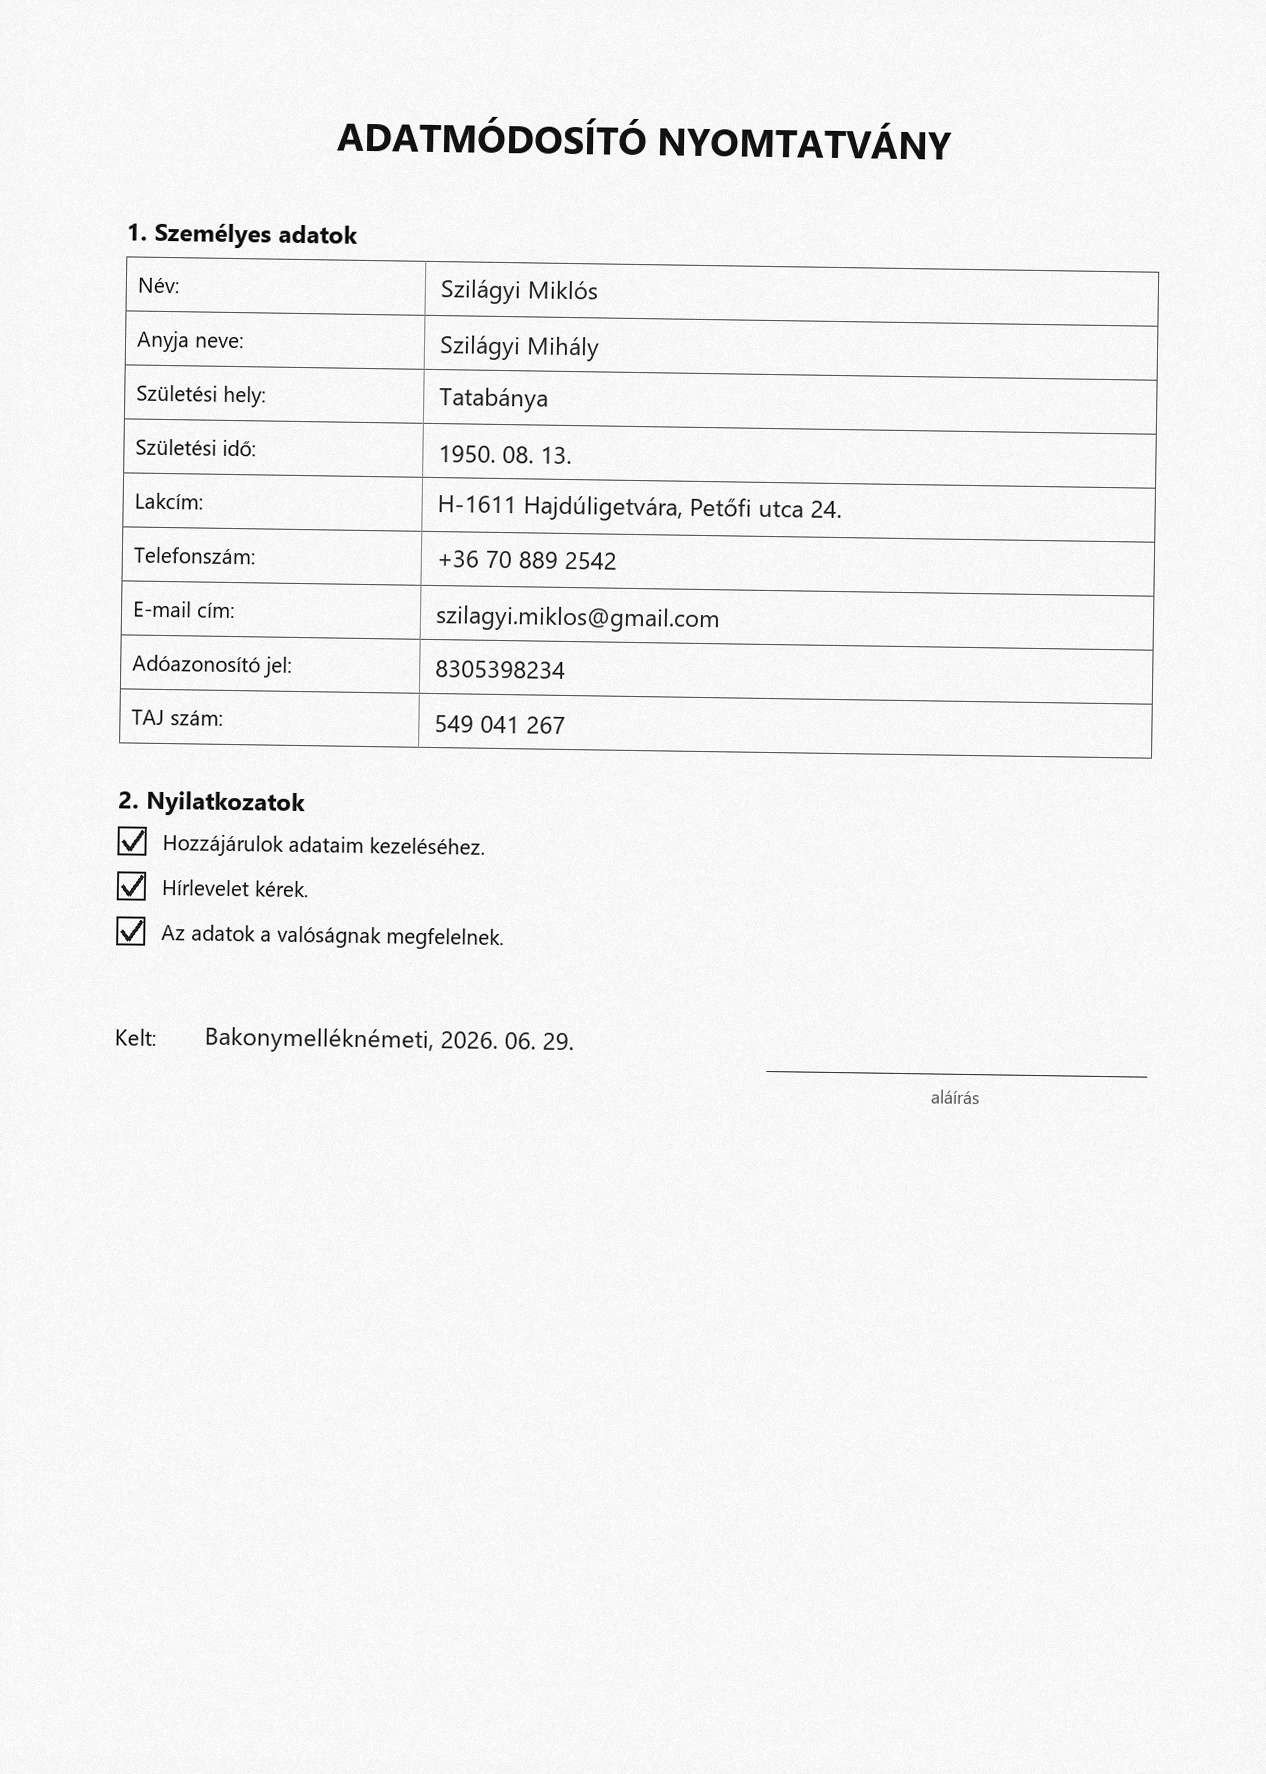 ADATMÓDOSÍTÓ NYOMTATVÁNY
1. Személyes adatok
Név: Szilágyi Miklós
Anyja neve: Szilágyi Mihály
Születési hely: Tatabánya
Születési idő: 1950. 08. 13.
Lakcím: H-1611 Hajdúligetvára, Petőfi utca 24.
Telefonszám: +36 70 889 2542
E-mail cím: szilagyi.miklos@gmail.com
Adóazonosító jel: 8305398234
TAJ szám: 549 041 267
2. Nyilatkozatok
Hozzájárulok adataim kezeléséhez.
Hírlevelet kérek.
Az adatok a valóságnak megfelelnek.
Kelt: Bakonymelléknémeti, 2026. 06. 29.
aláírás